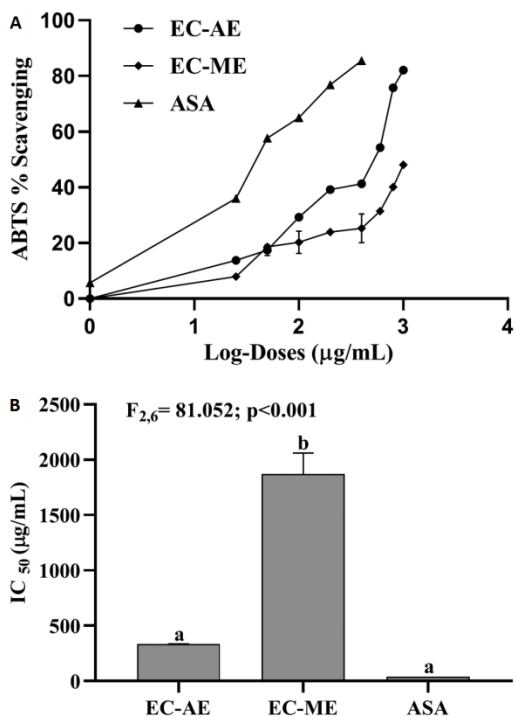 A
EC-AE
EC-ME
ASA
ABTS % Scavenging
100
80
60
40
20
0
0 1 2 3 4
Log-Doses (μg/mL)
B
F2,6= 81.052; p<0.001
IC 50 (μg/mL)
2500
2000
1500
1000
500
0
a
b
a
EC-AE EC-ME ASA